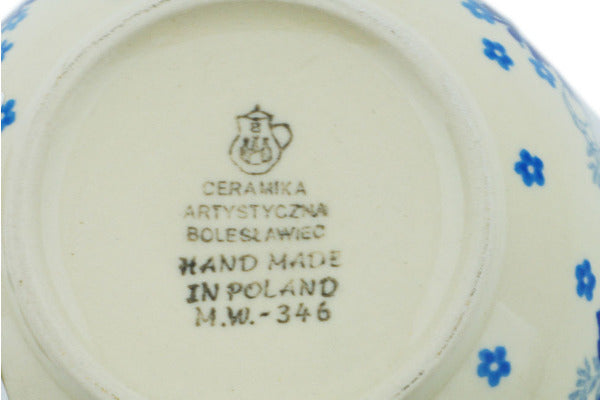 CERAMIKA
ARTYSTYCZNA
BOLESŁAWIEC
HAND MADE
IN POLAND
M.W.-346